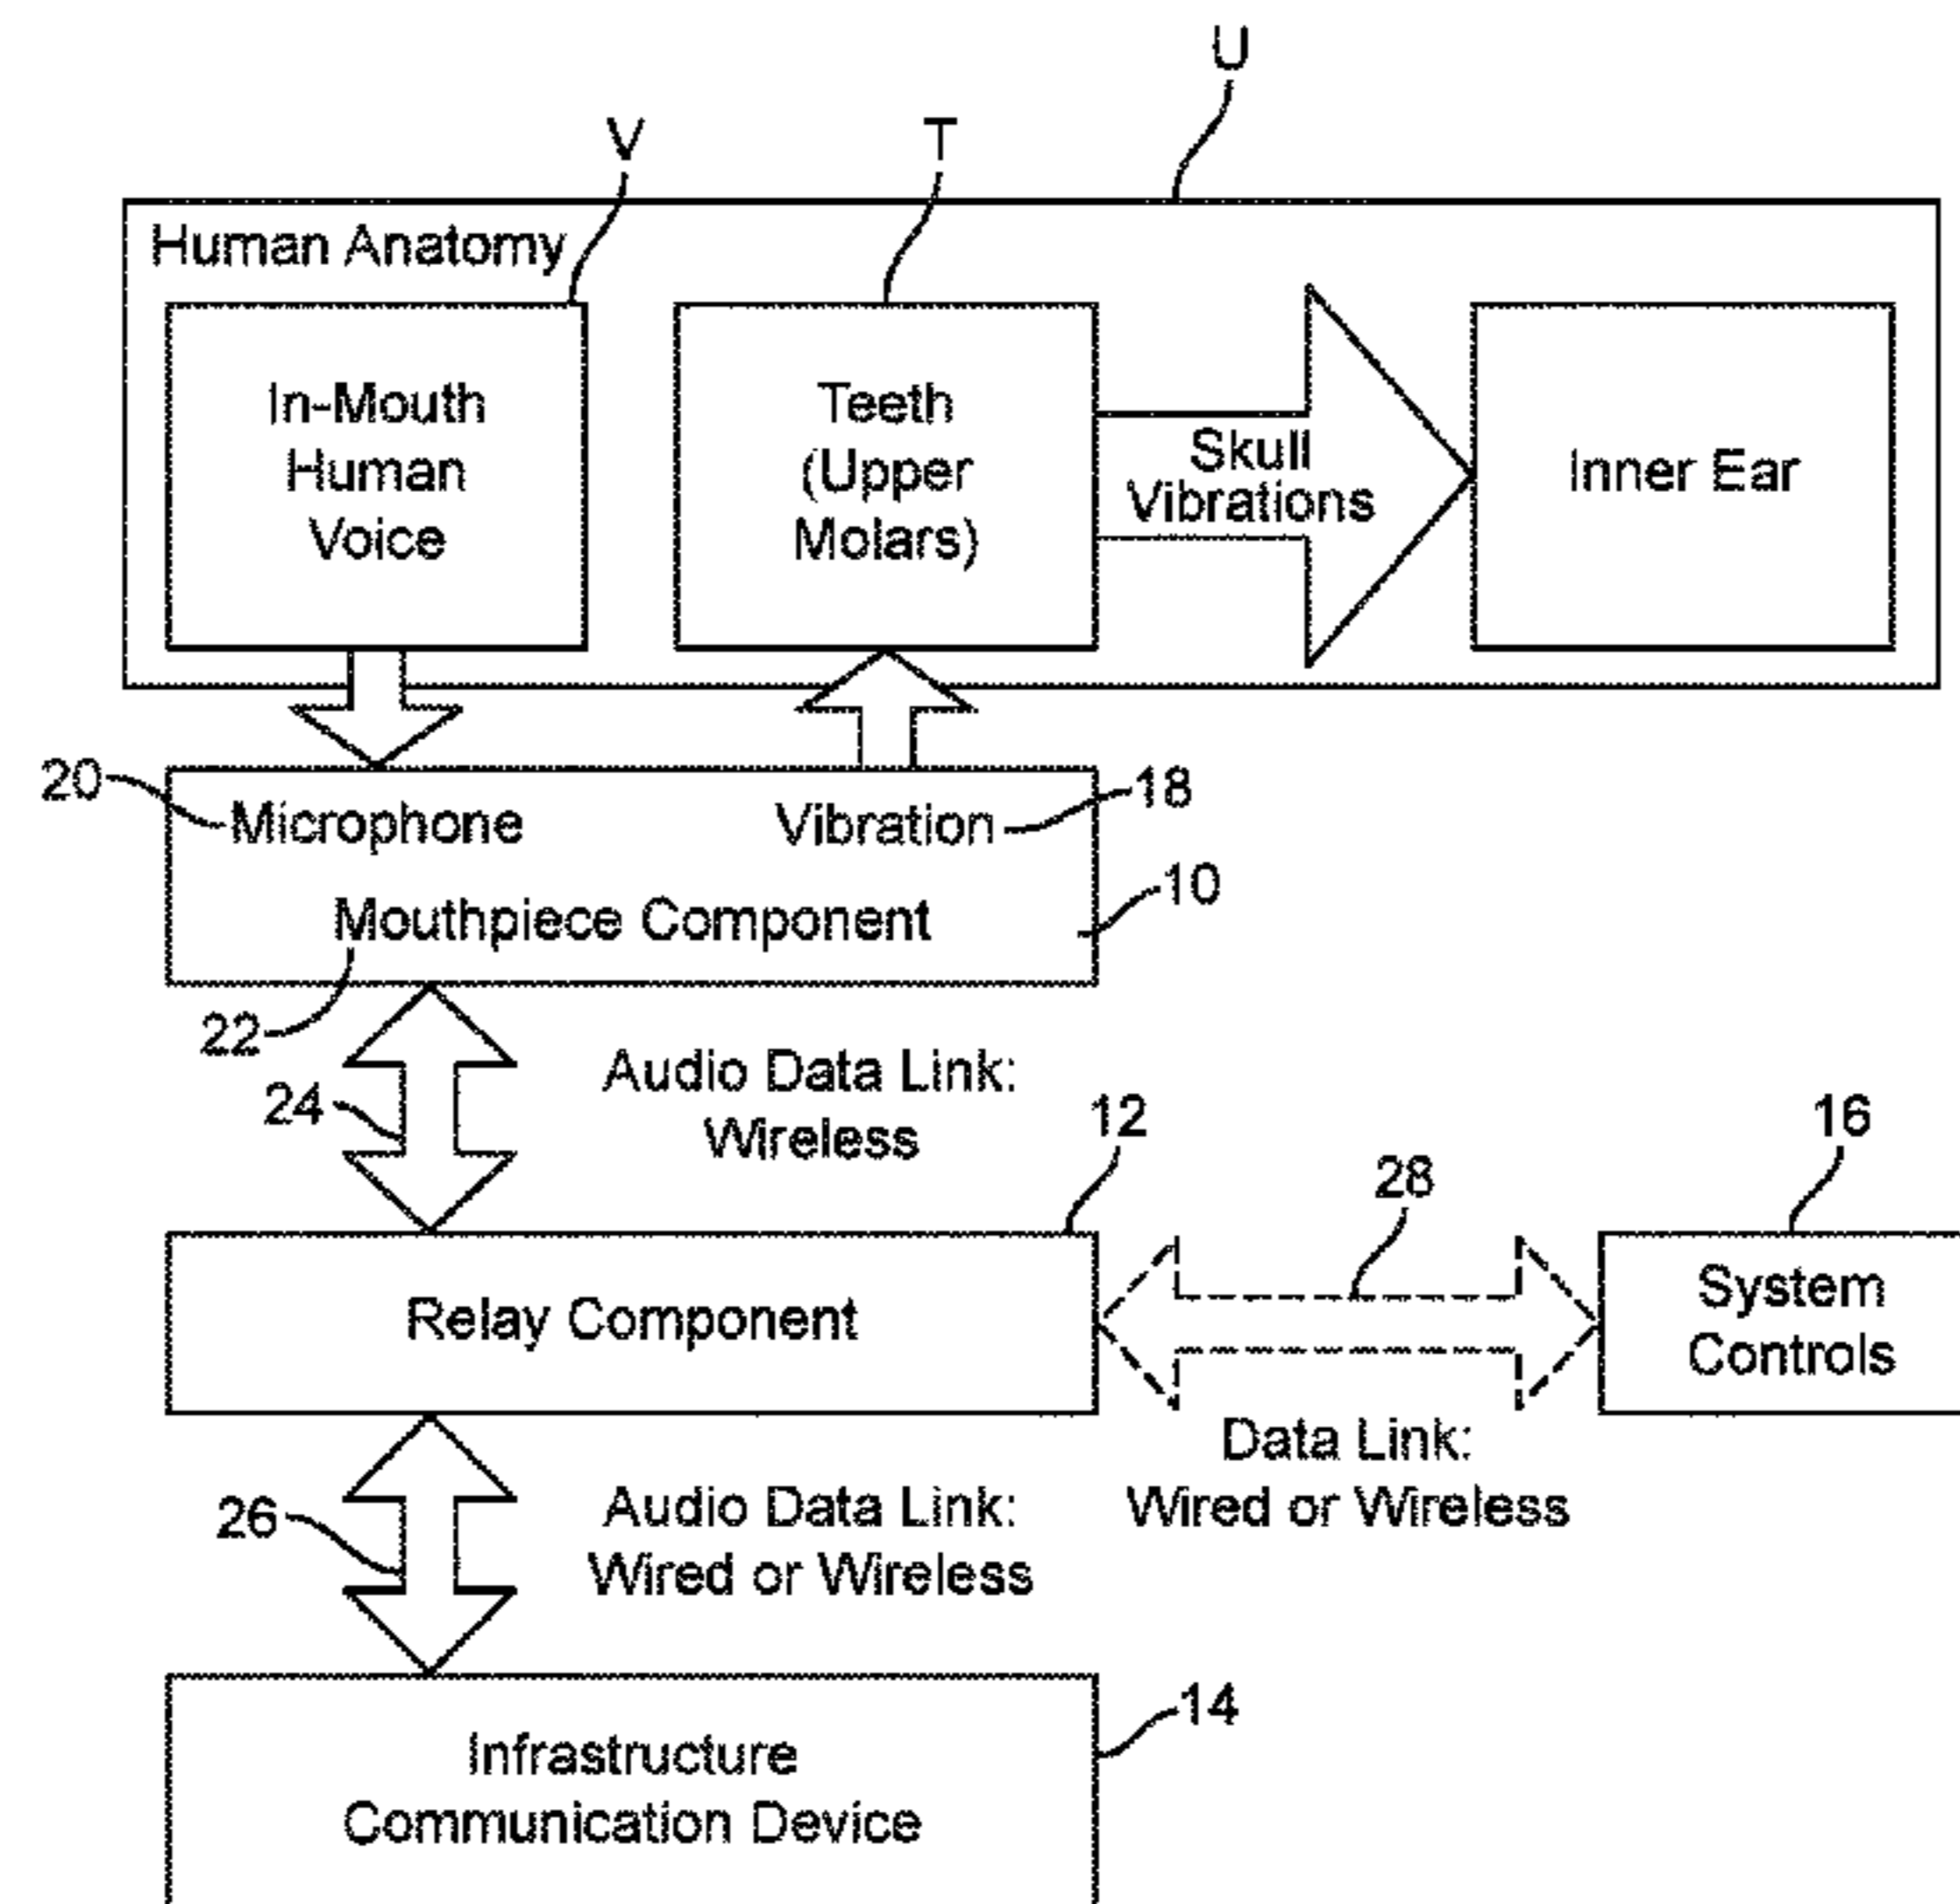 U
V
T
Human Anatomy
In-Mouth
Human
Voice
Teeth
(Upper
Molars)
Skull
Vibrations
Inner Ear
20
Microphone
Vibration
18
Mouthpiece Component
10
22
24
Audio Data Link:
Wireless
12
28
16
Relay Component
System
Controls
Data Link:
Wired or Wireless
26
Audio Data Link:
Wired or Wireless
14
Infrastructure
Communication Device